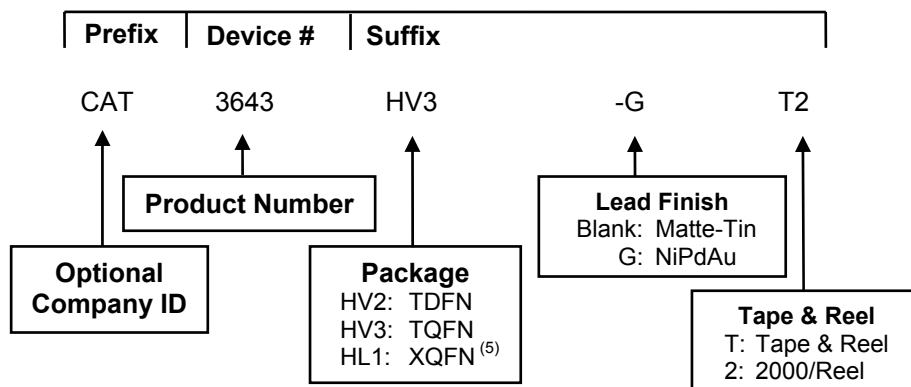 Prefix Device # Suffix
CAT 3643 HV3 -G T2
Product Number
Optional
Company ID
Package
HV2: TDFN
HV3: TQFN
HL1: XQFN (5)
Lead Finish
Blank: Matte-Tin
G: NiPdAu
Tape & Reel
T: Tape & Reel
2: 2000/Reel